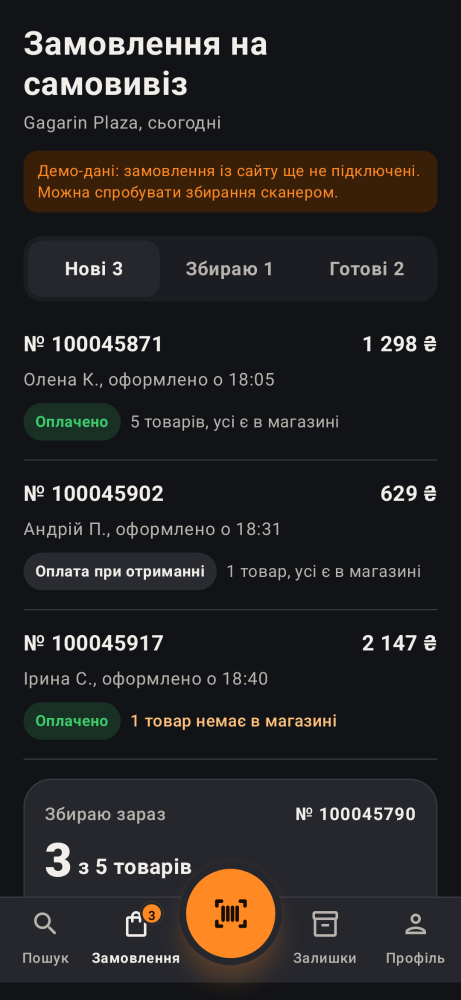 Замовлення на
самовивіз
Gagarin Plaza, сьогодні
Демо-дані: замовлення із сайту ще не підключені.
Можна спробувати збирання сканером.
Нові 3 Збираю 1 Готові 2
№ 100045871 1 298 ₴
Олена К., оформлено о 18:05
Оплачено 5 товарів, усі є в магазині
№ 100045902 629 ₴
Андрій П., оформлено о 18:31
Оплата при отриманні 1 товар, усі є в магазині
№ 100045917 2 147 ₴
Ірина С., оформлено о 18:40
Оплачено 1 товар немає в магазині
Збираю зараз № 100045790
3 з 5 товарів
3
Пошук Замовлення Залишки Профіль